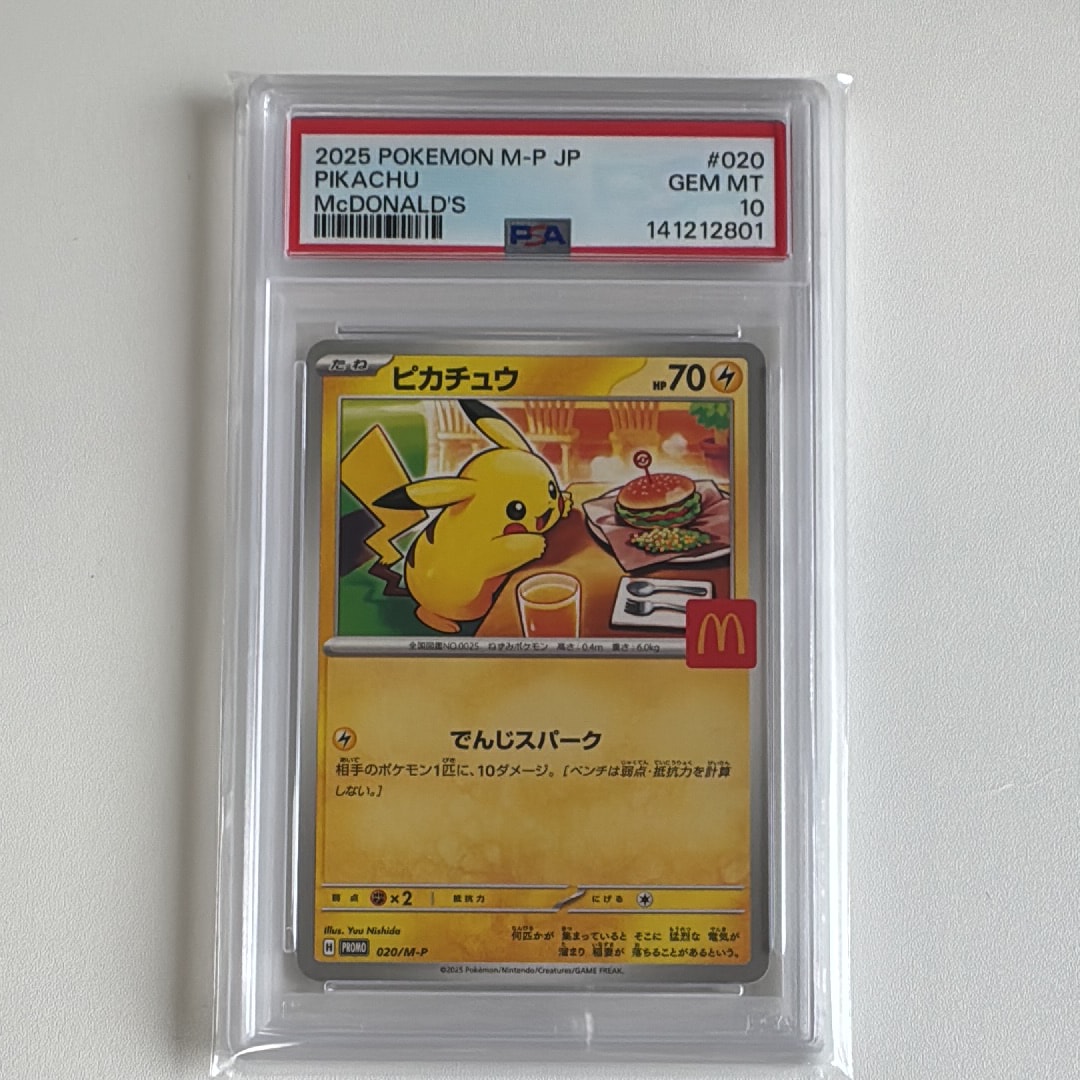 2025 POKEMON M-P JP #020
PIKACHU GEM MT
McDONALD'S 10
PSA 141212801
たね ピカチュウ HP70
M
全国図鑑NO.0025 ねずみポケモン 高さ:0.4m 重さ:6.0kg
でんじスパーク
相手のポケモン1匹に、10ダメージ。[ベンチは弱点・抵抗力を計算
しない。]
弱点 ×2 抵抗力 にげる
Illus. Yuu Nishida
何匹かが 集まっていると そこに 猛烈な 電気が
溜まり 稲妻が 落ちることがあるという。
H PROMO 020/M-P
©2025 Pokémon/Nintendo/Creatures/GAME FREAK.